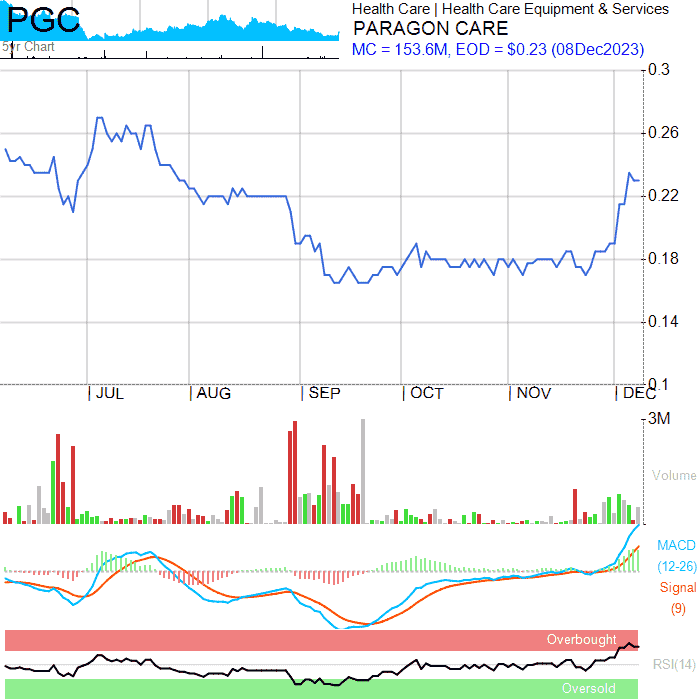 PGC
5yr Chart
Health Care | Health Care Equipment & Services
PARAGON CARE
MC = 153.6M, EOD = $0.23 (08Dec2023)
0.3
0.26
0.22
0.18
0.14
0.1
JUL AUG SEP OCT NOV DEC
3M
Volume
MACD
(12-26)
Signal
(9)
Overbought
RSI(14)
Oversold